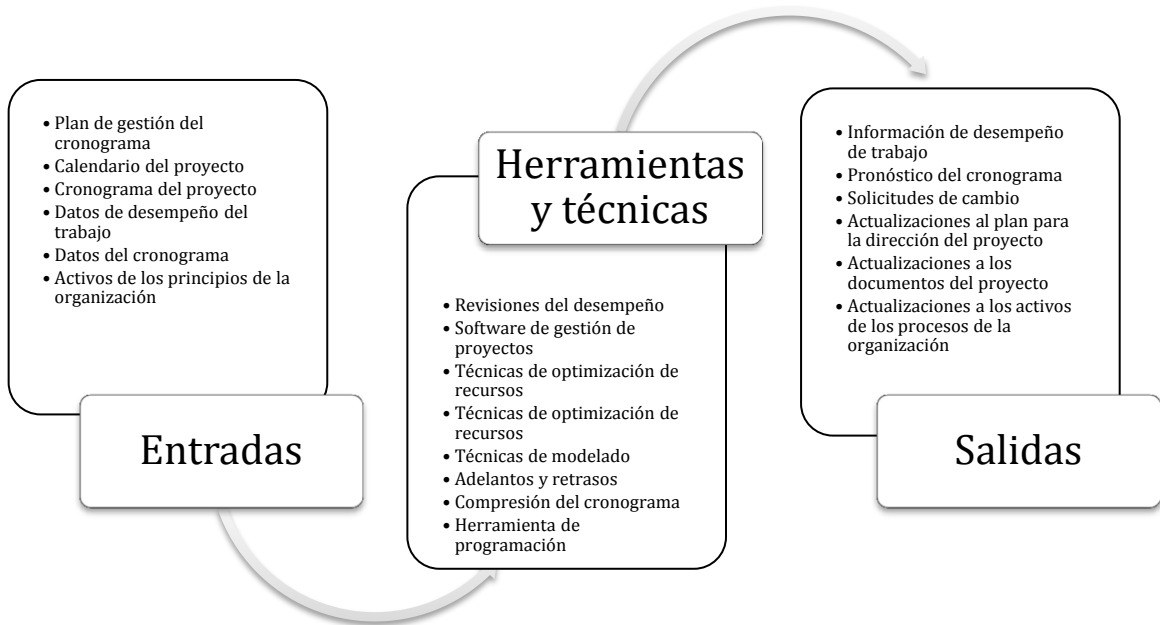 • Plan de gestión del
cronograma
• Calendario del proyecto
• Cronograma del proyecto
• Datos de desempeño del
trabajo
• Datos del cronograma
• Activos de los principios de la
organización
Entradas
Herramientas
y técnicas
• Revisiones del desempeño
• Software de gestión de
proyectos
• Técnicas de optimización de
recursos
• Técnicas de optimización de
recursos
• Técnicas de modelado
• Adelantos y retrasos
• Compresión del cronograma
• Herramienta de
programación
• Información de desempeño
de trabajo
• Pronóstico del cronograma
• Solicitudes de cambio
• Actualizaciones al plan para
la dirección del proyecto
• Actualizaciones a los
documentos del proyecto
• Actualizaciones a los activos
de los procesos de la
organización
Salidas